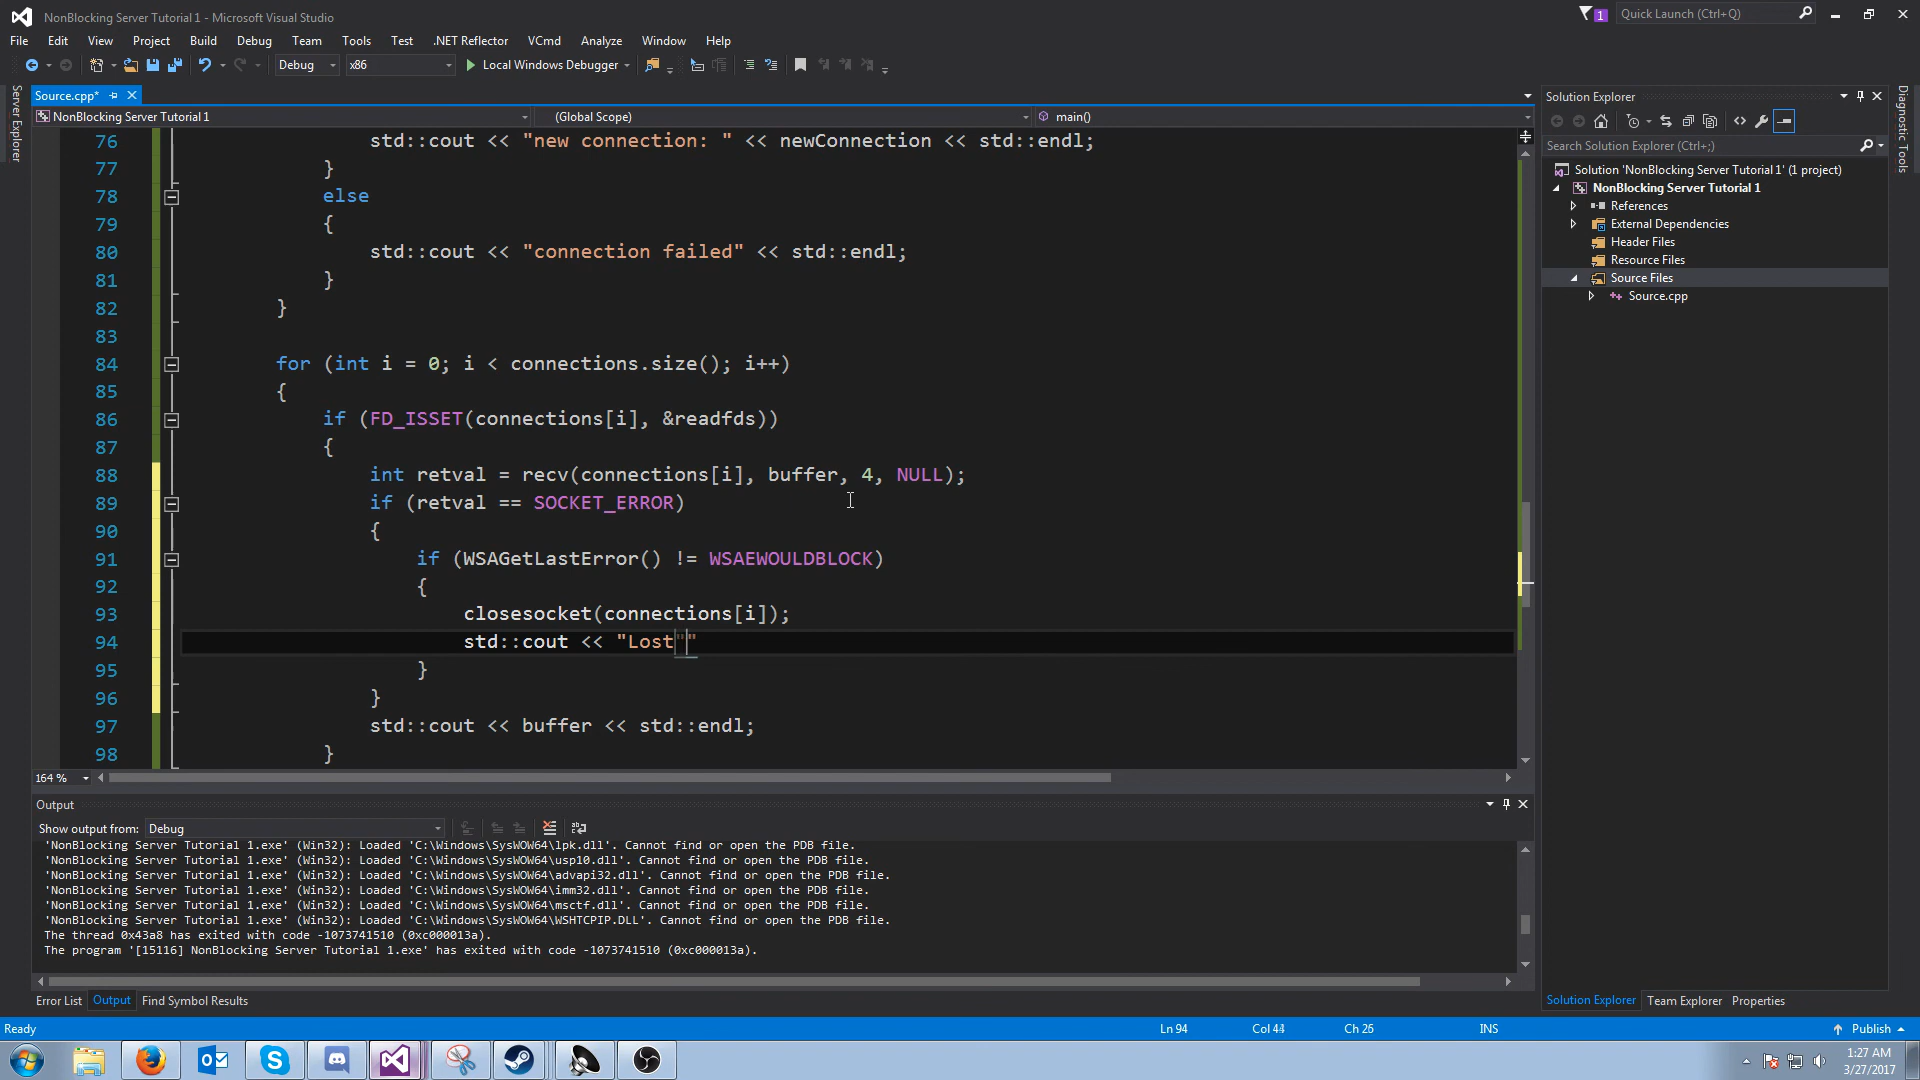 NonBlocking Server Tutorial 1 - Microsoft Visual Studio
1
Quick Launch (Ctrl+Q)
File Edit View Project Build Debug Team Tools Test .NET Reflector VCmd Analyze Window Help
Debug x86 Local Windows Debugger
Server Explorer
Source.cpp*
NonBlocking Server Tutorial 1 (Global Scope) main()
76 std::cout << "new connection: " << newConnection << std::endl;
77 }
78 else
79 {
80 std::cout << "connection failed" << std::endl;
81 }
82 }
83
84 for (int i = 0; i < connections.size(); i++)
85 {
86 if (FD_ISSET(connections[i], &readfds))
87 {
88 int retval = recv(connections[i], buffer, 4, NULL);
89 if (retval == SOCKET_ERROR)
90 {
91 if (WSAGetLastError() != WSAEWOULDBLOCK)
92 {
93 closesocket(connections[i]);
94 std::cout << "Lost""
95 }
96 }
97 std::cout << buffer << std::endl;
98 }
164 %
Output
Show output from: Debug
'NonBlocking Server Tutorial 1.exe' (Win32): Loaded 'C:\Windows\SysWOW64\lpk.dll'. Cannot find or open the PDB file.
'NonBlocking Server Tutorial 1.exe' (Win32): Loaded 'C:\Windows\SysWOW64\usp10.dll'. Cannot find or open the PDB file.
'NonBlocking Server Tutorial 1.exe' (Win32): Loaded 'C:\Windows\SysWOW64\advapi32.dll'. Cannot find or open the PDB file.
'NonBlocking Server Tutorial 1.exe' (Win32): Loaded 'C:\Windows\SysWOW64\imm32.dll'. Cannot find or open the PDB file.
'NonBlocking Server Tutorial 1.exe' (Win32): Loaded 'C:\Windows\SysWOW64\msctf.dll'. Cannot find or open the PDB file.
'NonBlocking Server Tutorial 1.exe' (Win32): Loaded 'C:\Windows\SysWOW64\WSHTCPIP.DLL'. Cannot find or open the PDB file.
The thread 0x43a8 has exited with code -1073741510 (0xc000013a).
The program '[15116] NonBlocking Server Tutorial 1.exe' has exited with code -1073741510 (0xc000013a).
Error List Output Find Symbol Results
Solution Explorer
Search Solution Explorer (Ctrl+;)
Solution 'NonBlocking Server Tutorial 1' (1 project)
NonBlocking Server Tutorial 1
References
External Dependencies
Header Files
Resource Files
Source Files
Source.cpp
Solution Explorer Team Explorer Properties
Diagnostic Tools
Ready Ln 94 Col 44 Ch 26 INS Publish
1:27 AM
3/27/2017